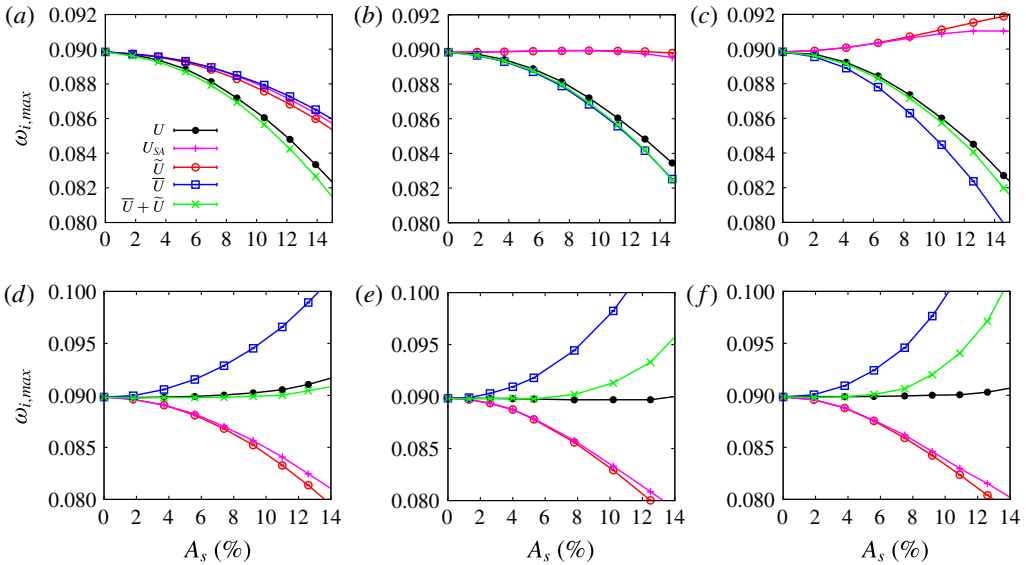 (a) (b) (c)
0.092 0.092 0.092
0.090 0.090 0.090
0.088 0.088 0.088
0.086 0.086 0.086
0.084 0.084 0.084
0.082 0.082 0.082
0.080 0.080 0.080
ω_{i,max}
U
U_{SA}
Ũ
U̅
U̅ + Ũ
0 2 4 6 8 10 12 14 0 2 4 6 8 10 12 14 0 2 4 6 8 10 12 14
(d) (e) (f)
0.100 0.100 0.100
0.095 0.095 0.095
0.090 0.090 0.090
0.085 0.085 0.085
0.080 0.080 0.080
ω_{i,max}
0 2 4 6 8 10 12 14 0 2 4 6 8 10 12 14 0 2 4 6 8 10 12 14
A_s (%) A_s (%) A_s (%)